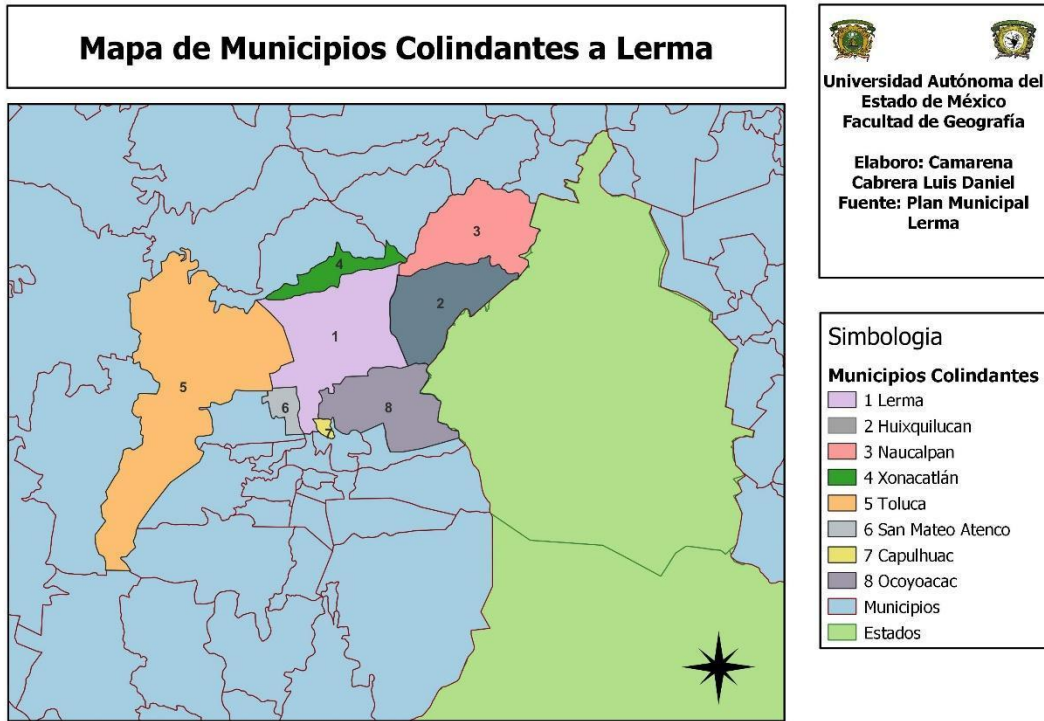 Mapa de Municipios Colindantes a Lerma
Universidad Autónoma del
Estado de México
Facultad de Geografía
Elaboro: Camarena
Cabrera Luis Daniel
Fuente: Plan Municipal
Lerma
3
4
2
1
5
6
8
7
Simbologia
Municipios Colindantes
1 Lerma
2 Huixquilucan
3 Naucalpan
4 Xonacatlán
5 Toluca
6 San Mateo Atenco
7 Capulhuac
8 Ocoyoacac
Municipios
Estados